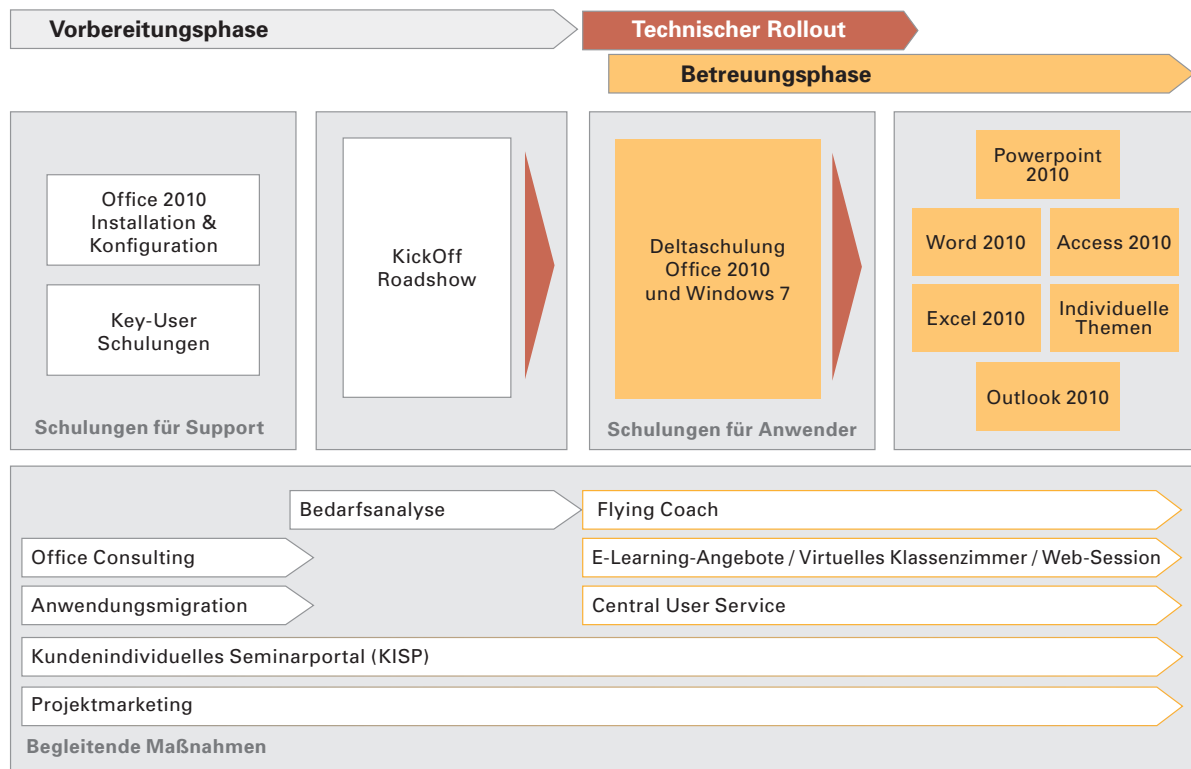 Vorbereitungsphase
Technischer Rollout
Betreuungsphase
Office 2010
Installation &
Konfiguration
Key-User
Schulungen
Schulungen für Support
KickOff
Roadshow
Deltaschulung
Office 2010
und Windows 7
Schulungen für Anwender
Powerpoint
2010
Word 2010
Access 2010
Excel 2010
Individuelle
Themen
Outlook 2010
Bedarfsanalyse
Flying Coach
Office Consulting
E-Learning-Angebote / Virtuelles Klassenzimmer / Web-Session
Anwendungsmigration
Central User Service
Kundenindividuelles Seminarportal (KISP)
Projektmarketing
Begleitende Maßnahmen